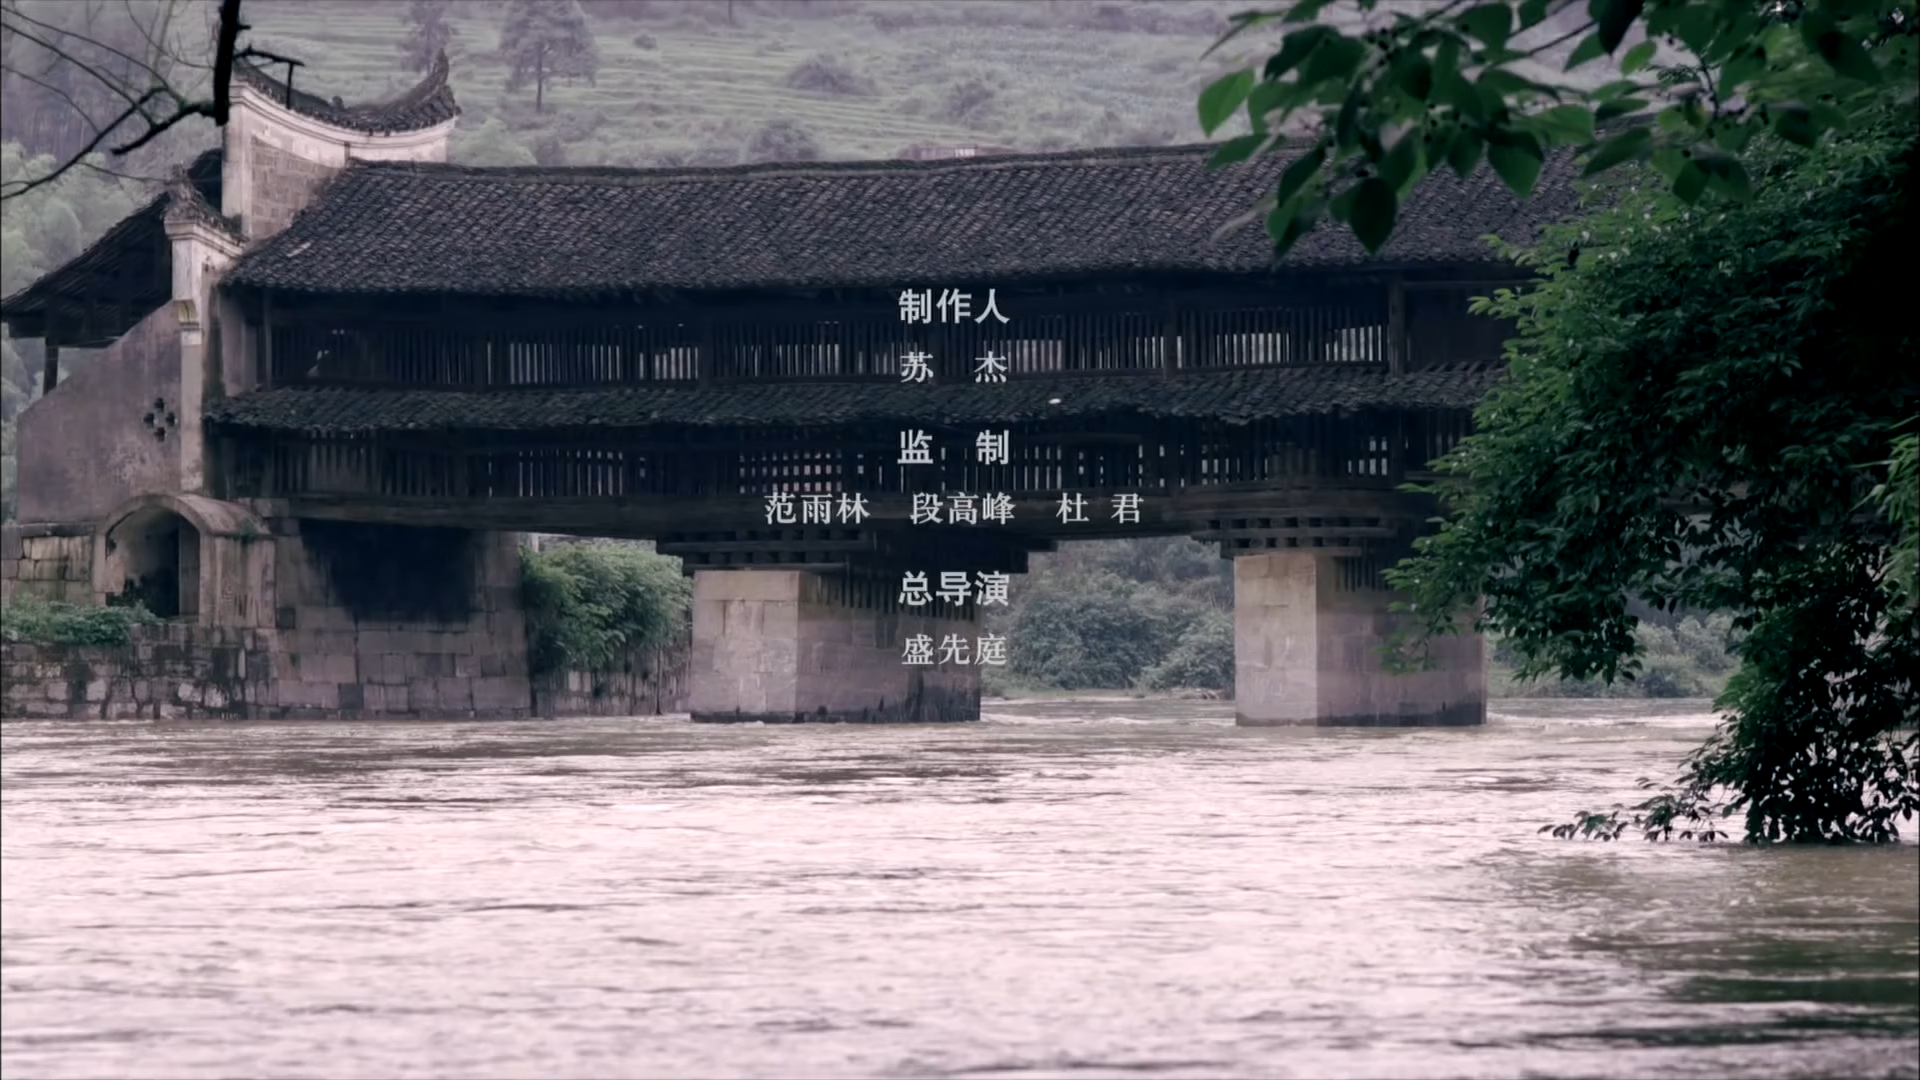 制作人
苏 杰
监 制
范雨林 段高峰 杜 君
总导演
盛先庭